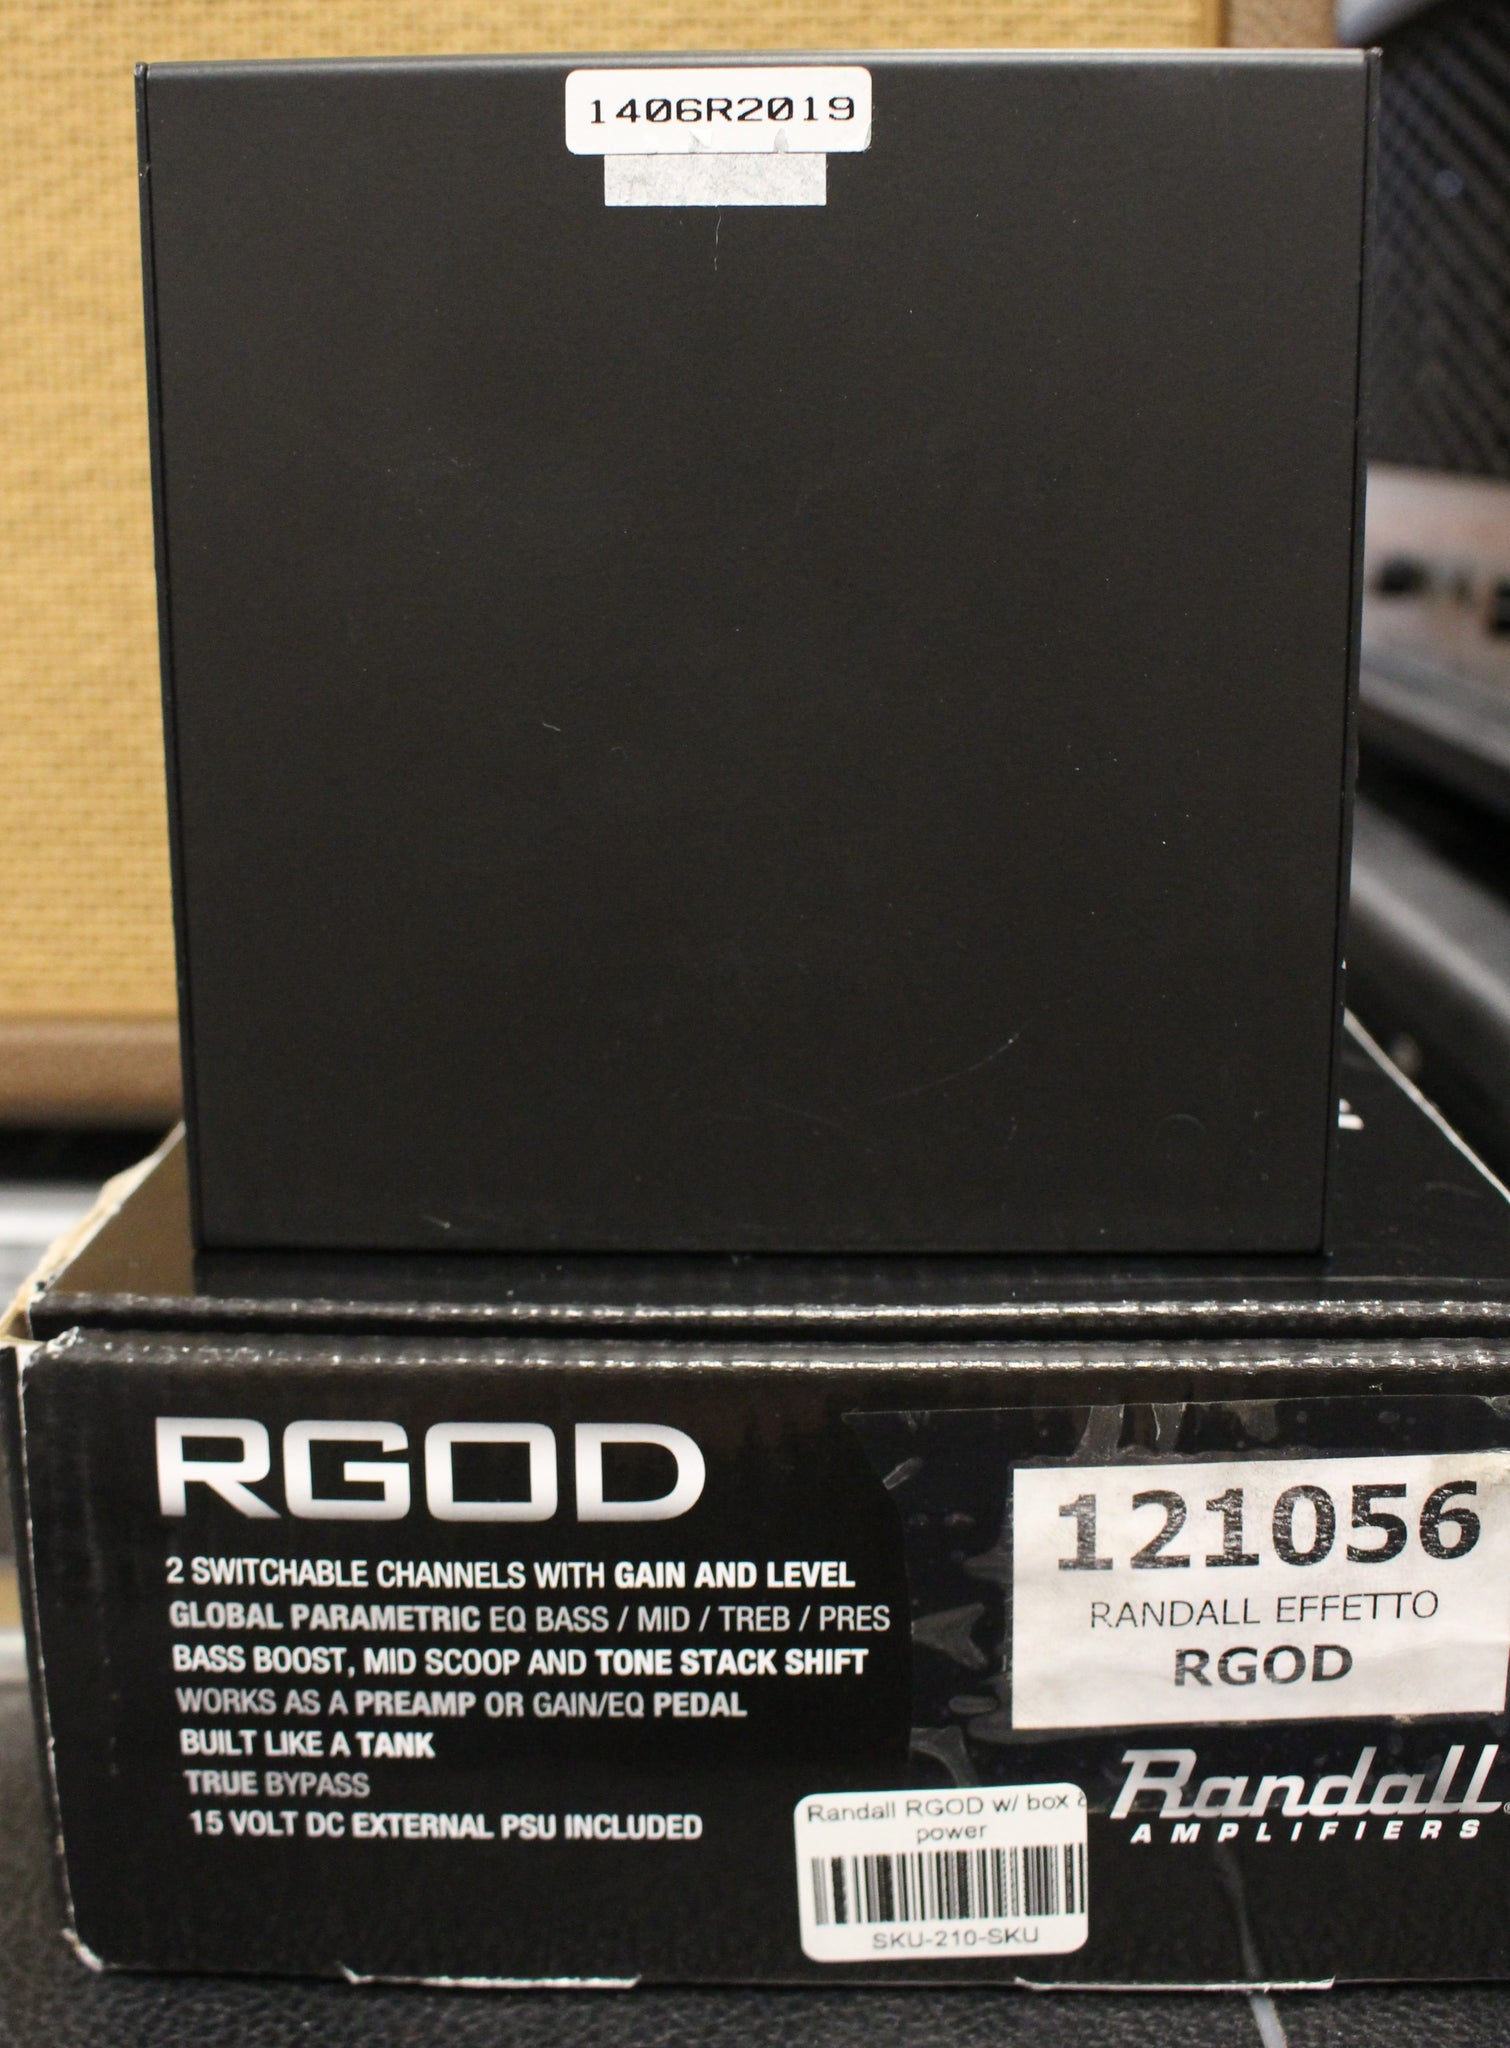 1406R2019
RGOD
2 SWITCHABLE CHANNELS WITH GAIN AND LEVEL
GLOBAL PARAMETRIC EQ BASS / MID / TREB / PRES
BASS BOOST, MID SCOOP AND TONE STACK SHIFT
WORKS AS A PREAMP OR GAIN/EQ PEDAL
BUILT LIKE A TANK
TRUE BYPASS
15 VOLT DC EXTERNAL PSU INCLUDED
121056
RANDALL EFFETTO
RGOD
Randall
AMPLIFIERS
Randall RGOD w/ box &
power
SKU-210-SKU